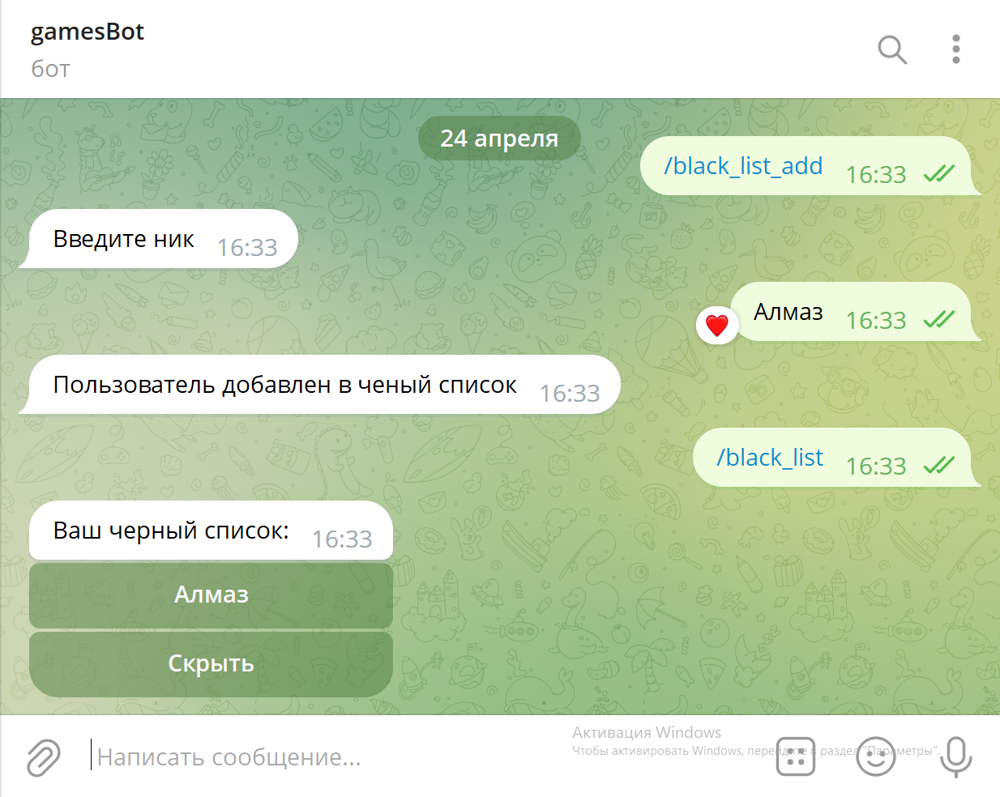 gamesBot
бот
24 апреля
/black_list_add 16:33
Введите ник 16:33
Алмаз 16:33
Пользователь добавлен в ченый список 16:33
/black_list 16:33
Ваш черный список: 16:33
Алмаз
Скрыть
Написать сообщение...
Активация Windows
Чтобы активировать Windows, перейдите в раздел "Параметры".